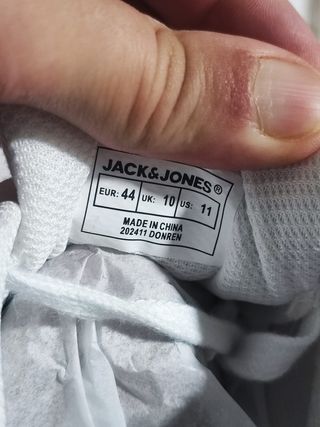 JACK&JONES®
EUR: 44 UK: 10 US: 11
MADE IN CHINA
202411 DONREN